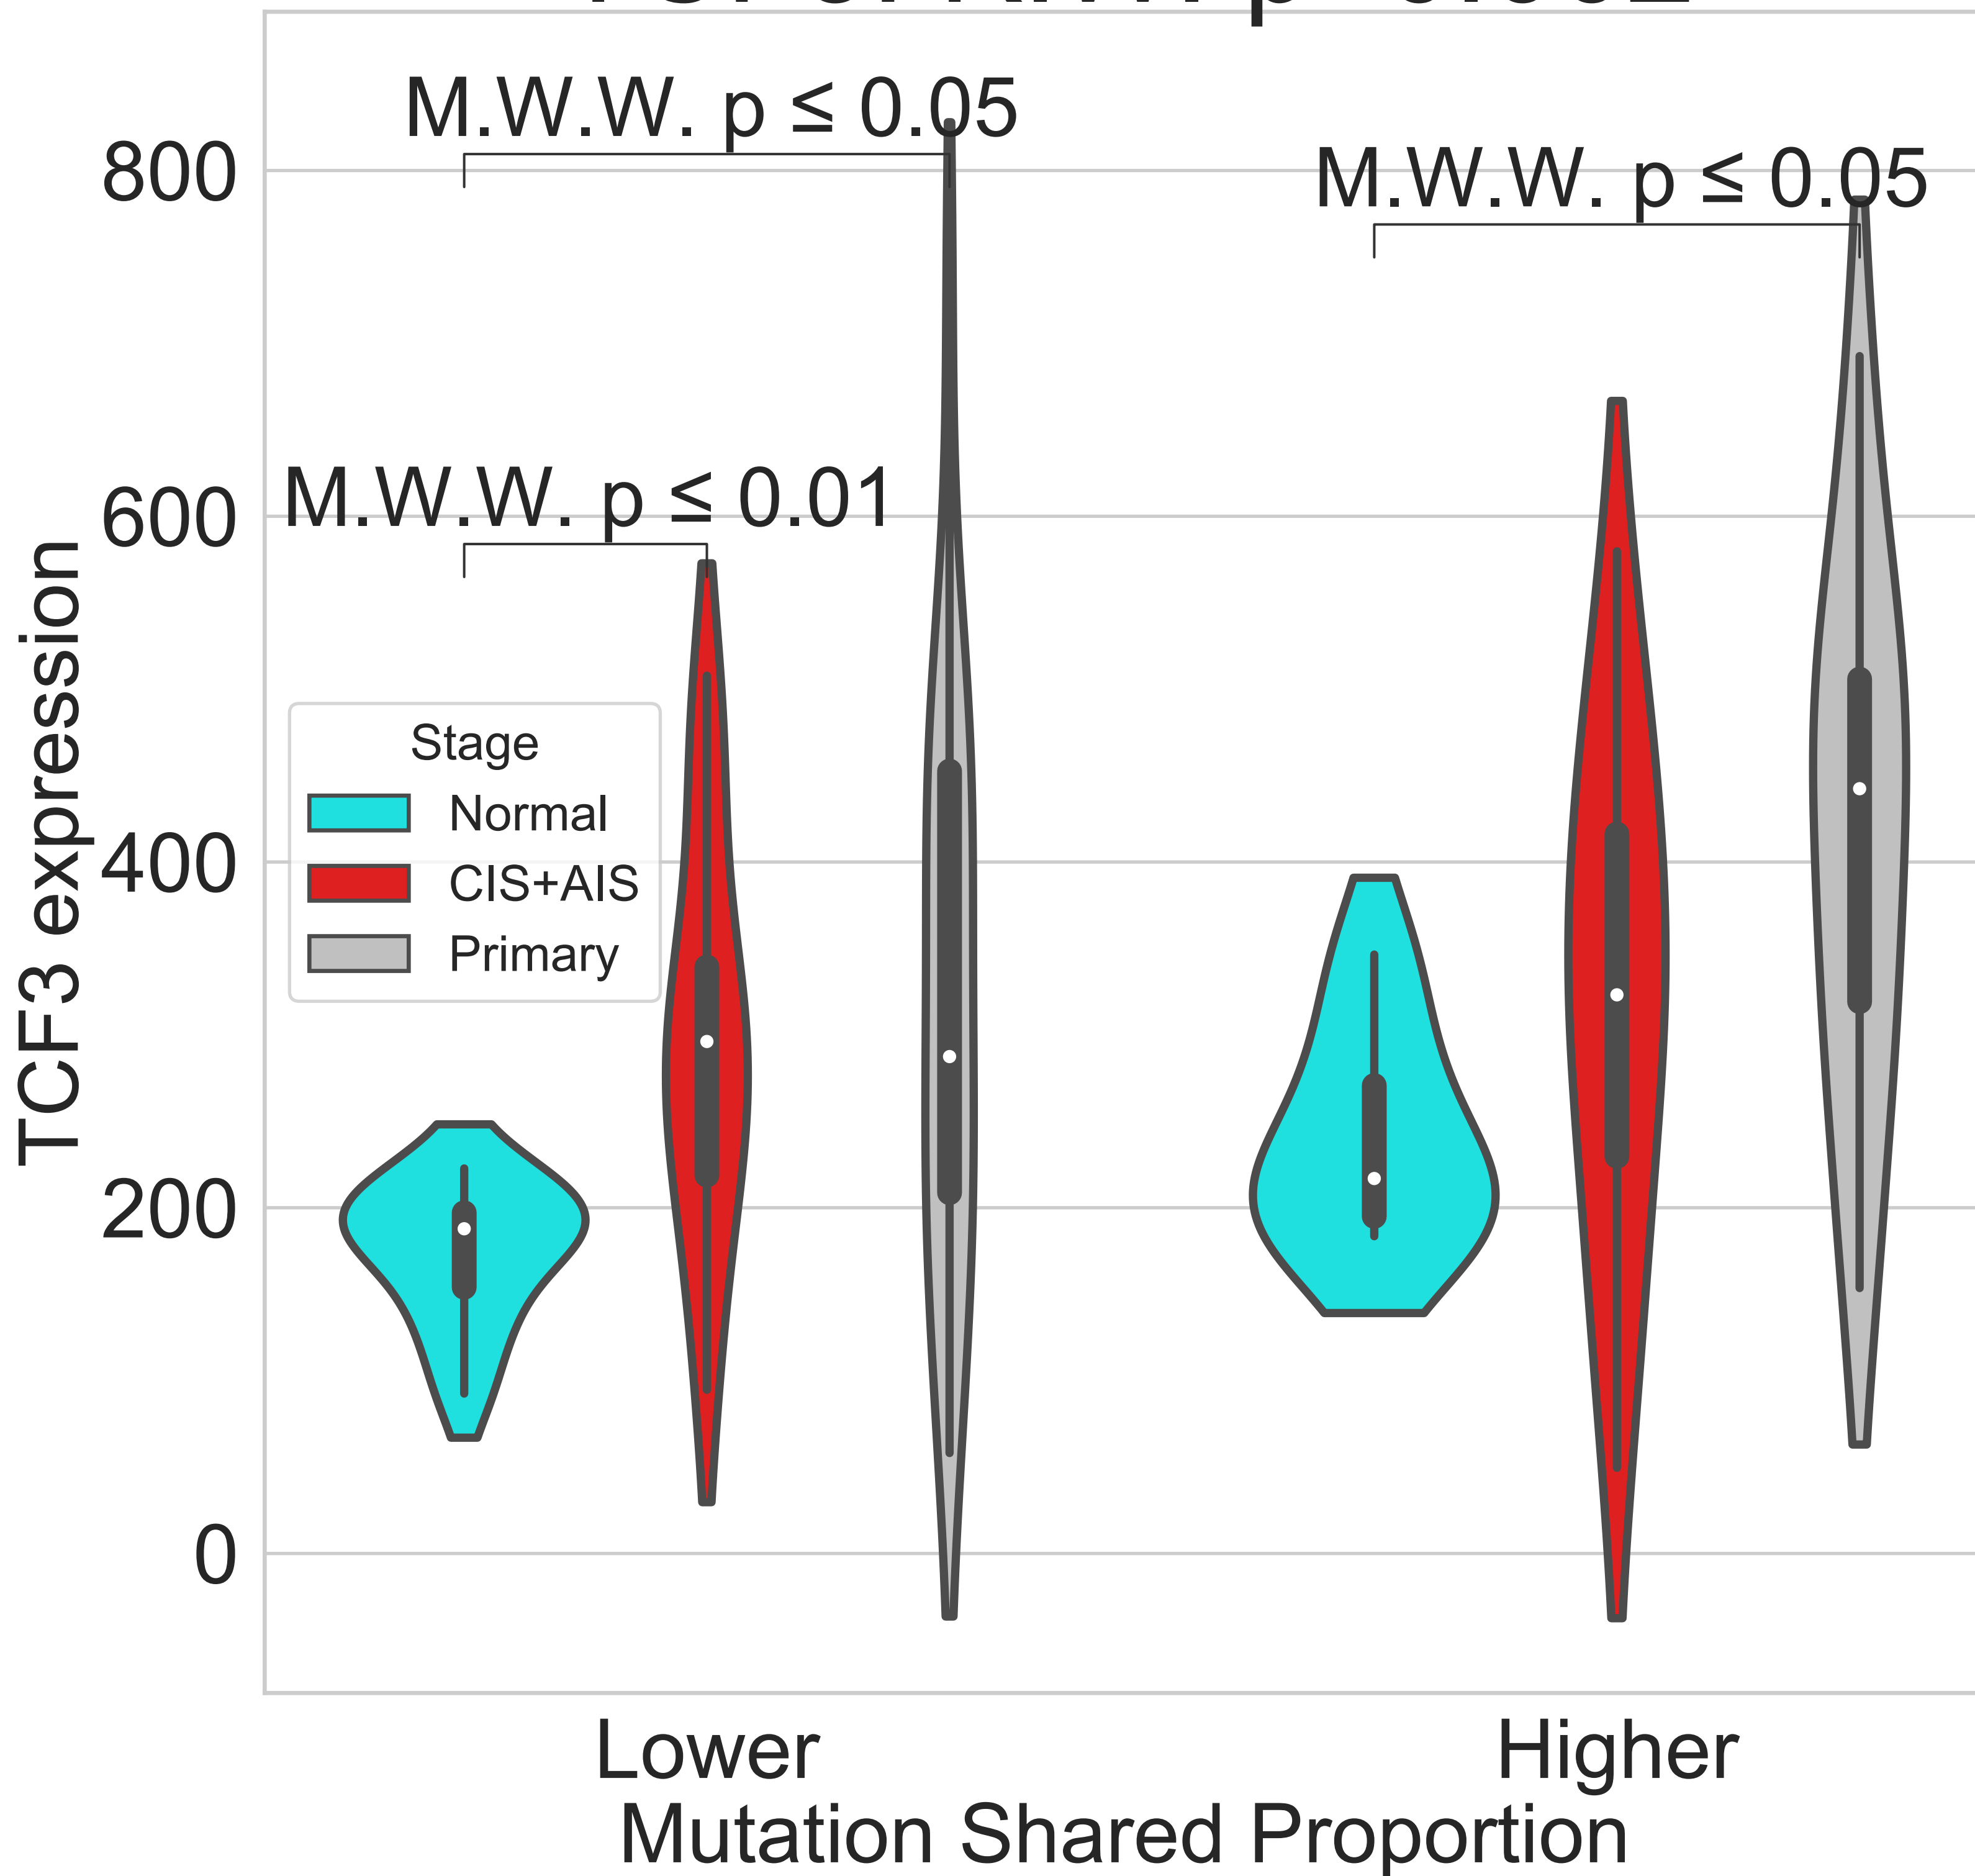 M.W.W. p ≤ 0.05
800
M.W.W. p ≤ 0.05
600
M.W.W. p ≤ 0.01
TCF3 expression
Stage
Normal
CIS+AIS
Primary
400
200
0
Lower
Higher
Mutation Shared Proportion